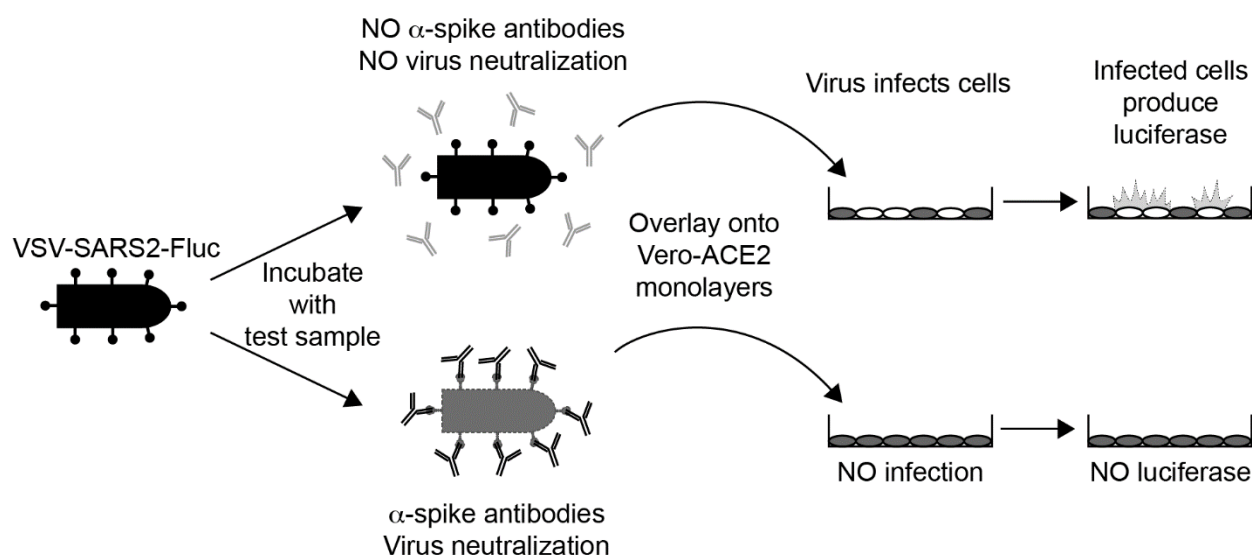 NO α-spike antibodies
NO virus neutralization
Virus infects cells
Infected cells
produce
luciferase
VSV-SARS2-Fluc
Incubate
with
test sample
Overlay onto
Vero-ACE2
monolayers
NO infection
NO luciferase
α-spike antibodies
Virus neutralization